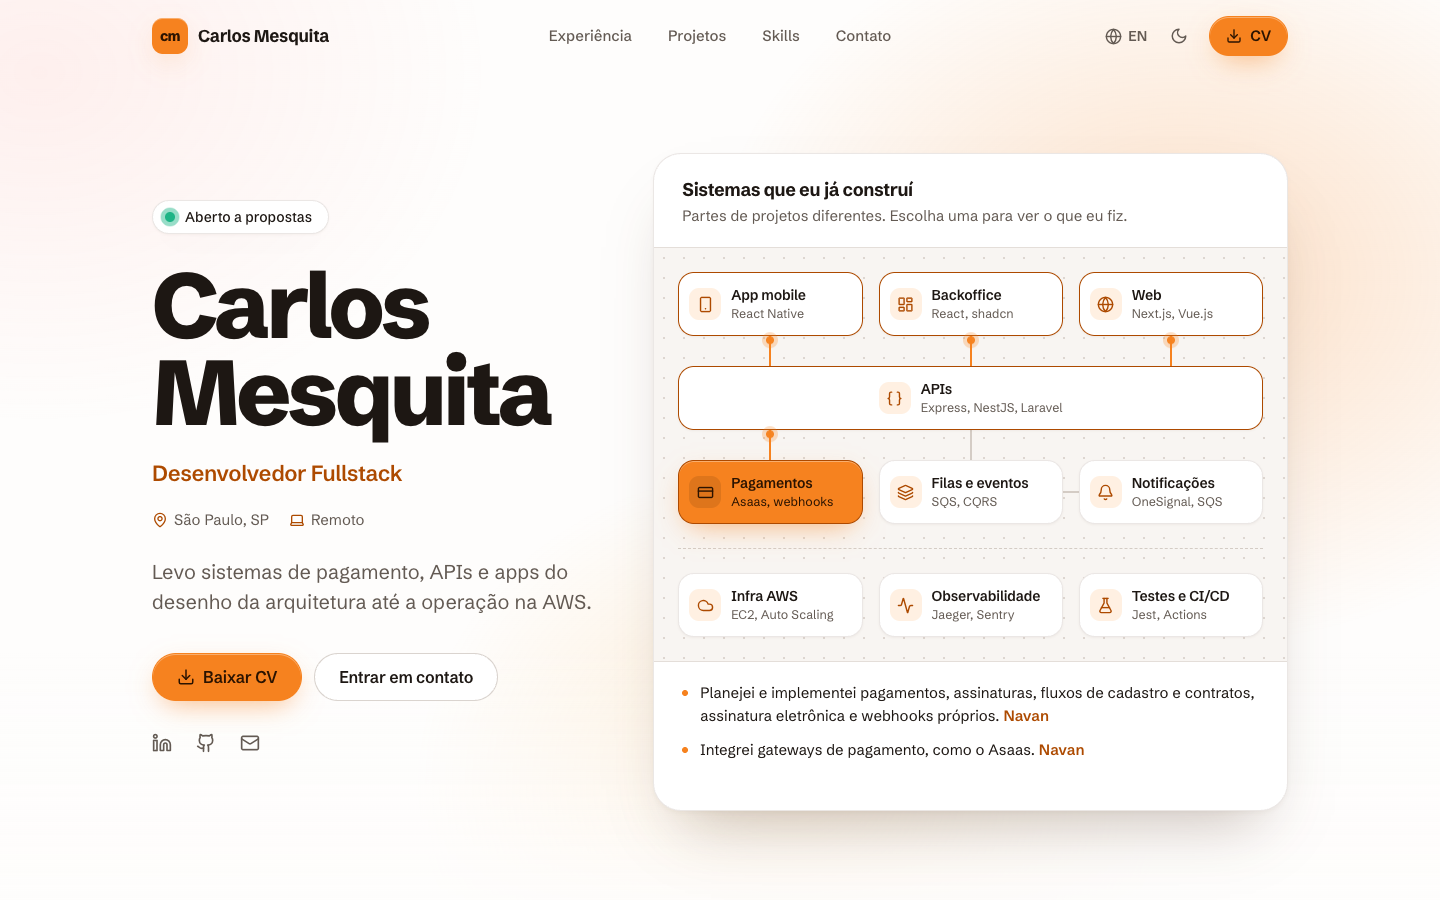 cm Carlos Mesquita
Experiência Projetos Skills Contato
EN CV
Aberto a propostas
Carlos
Mesquita
Desenvolvedor Fullstack
São Paulo, SP Remoto
Levo sistemas de pagamento, APIs e apps do
desenho da arquitetura até a operação na AWS.
Baixar CV Entrar em contato
Sistemas que eu já construí
Partes de projetos diferentes. Escolha uma para ver o que eu fiz.
App mobile
React Native
Backoffice
React, shadcn
Web
Next.js, Vue.js
APIs
Express, NestJS, Laravel
Pagamentos
Asaas, webhooks
Filas e eventos
SQS, CQRS
Notificações
OneSignal, SQS
Infra AWS
EC2, Auto Scaling
Observabilidade
Jaeger, Sentry
Testes e CI/CD
Jest, Actions
Planejei e implementei pagamentos, assinaturas, fluxos de cadastro e contratos,
assinatura eletrônica e webhooks próprios. Navan
Integrei gateways de pagamento, como o Asaas. Navan